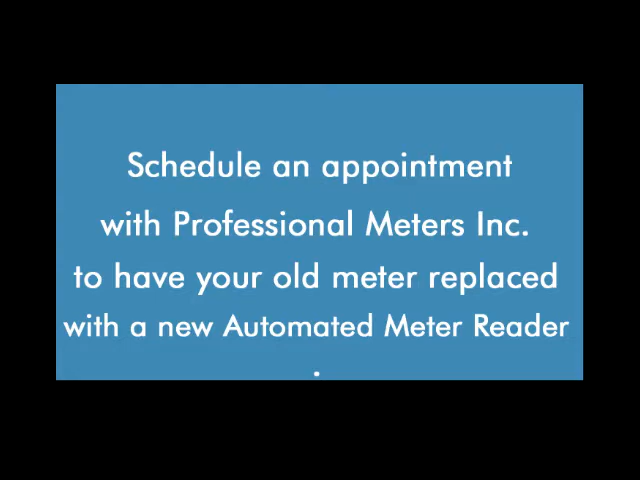 Schedule an appointment
with Professional Meters Inc.
to have your old meter replaced
with a new Automated Meter Reader
.